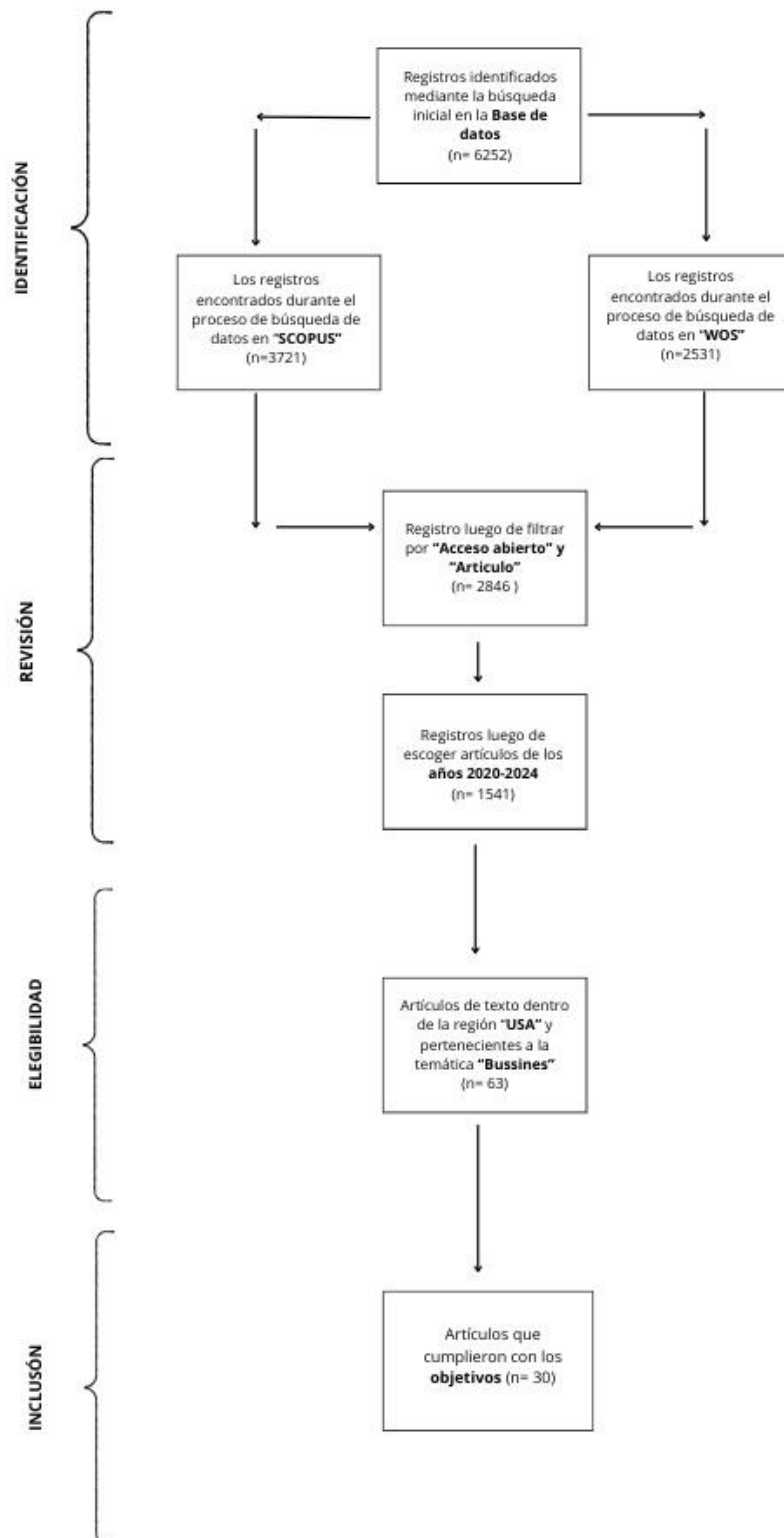 IDENTIFICACIÓN
Registros identificados
mediante la búsqueda
inicial en la Base de
datos
(n= 6252)
Los registros
encontrados durante el
proceso de búsqueda de
datos en “SCOPUS”
(n=3721)
Los registros
encontrados durante el
proceso de búsqueda de
datos en “WOS”
(n=2531)
REVISIÓN
Registro luego de filtrar
por “Acceso abierto” y
“Articulo”
(n= 2846 )
Registros luego de
escoger artículos de los
años 2020-2024
(n= 1541)
ELEGIBILIDAD
Artículos de texto dentro
de la región “USA” y
pertenecientes a la
temática “Bussines”
(n= 63)
INCLUSÓN
Artículos que
cumplieron con los
objetivos (n= 30)